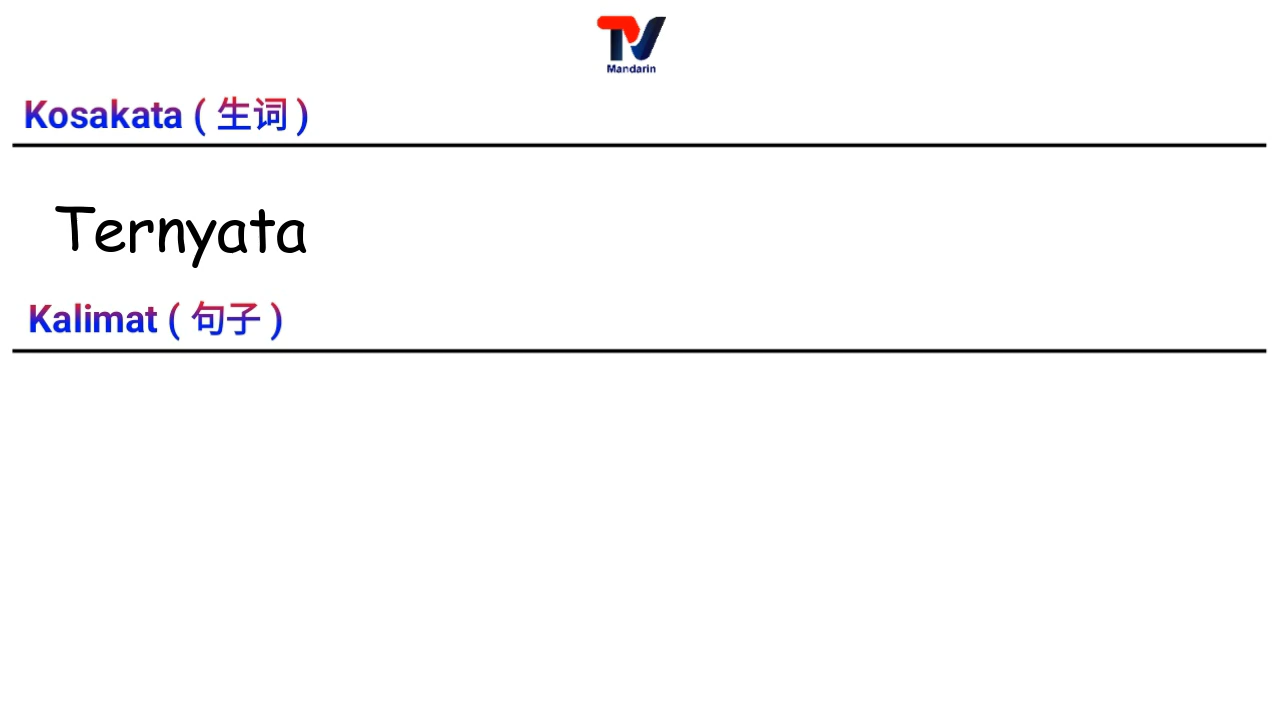 TV
Mandarin
Kosakata ( 生词 )
Ternyata
Kalimat ( 句子 )